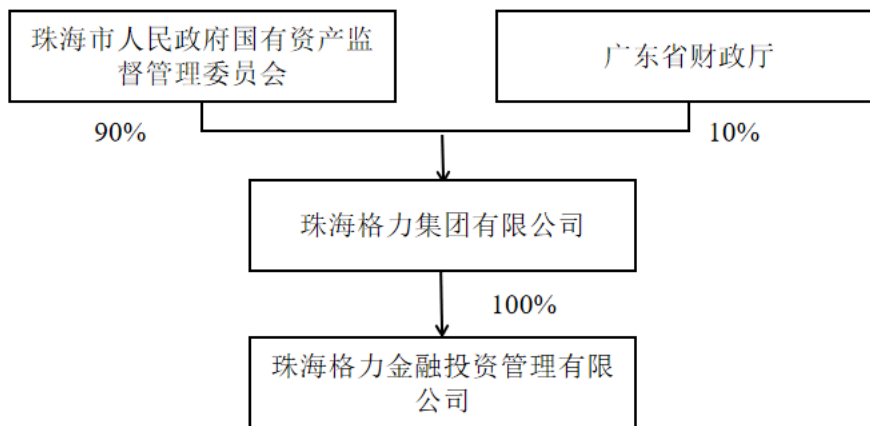 珠海市人民政府国有资产监
督管理委员会
广东省财政厅
90%
10%
珠海格力集团有限公司
100%
珠海格力金融投资管理有限
公司